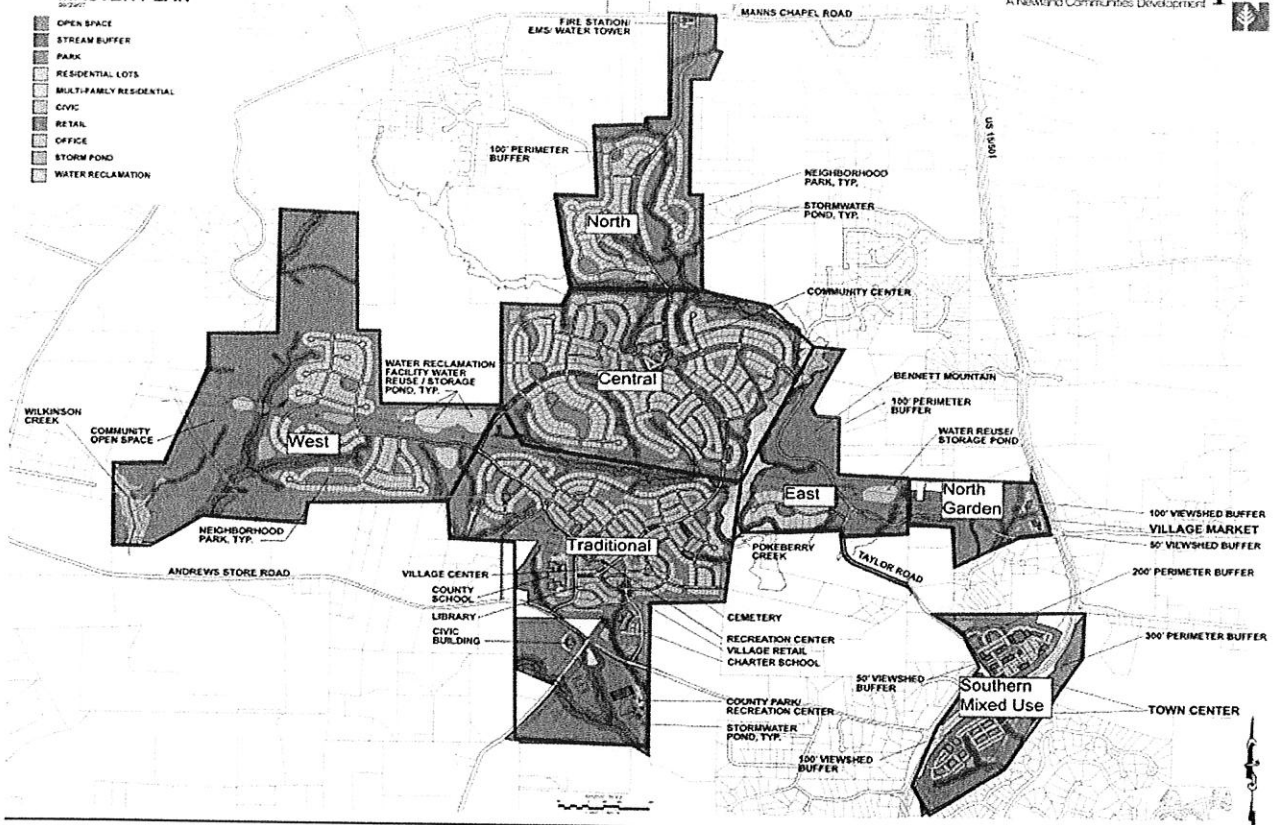 PLAN
A Newland Communities Development
OPEN SPACE
STREAM BUFFER
PARK
RESIDENTIAL LOTS
MULTI-FAMILY RESIDENTIAL
CIVIC
RETAIL
OFFICE
STORM POND
WATER RECLAMATION
FIRE STATION/
EMS/ WATER TOWER
MANNS CHAPEL ROAD
US 15/501
100' PERIMETER
BUFFER
NEIGHBORHOOD
PARK, TYP.
STORMWATER
POND, TYP.
North
COMMUNITY CENTER
WATER RECLAMATION
FACILITY WATER
REUSE / STORAGE
POND, TYP.
Central
BENNETT MOUNTAIN
100' PERIMETER
BUFFER
WATER REUSE/
STORAGE POND
WILKINSON
CREEK
COMMUNITY
OPEN SPACE
West
East
North
Garden
100' VIEWSHED BUFFER
VILLAGE MARKET
50' VIEWSHED BUFFER
NEIGHBORHOOD
PARK, TYP.
Traditional
POKEBERRY
CREEK
TAYLOR ROAD
ANDREWS STORE ROAD
VILLAGE CENTER
COUNTY
SCHOOL
LIBRARY
CIVIC
BUILDING
200' PERIMETER BUFFER
CEMETERY
RECREATION CENTER
VILLAGE RETAIL
CHARTER SCHOOL
300' PERIMETER BUFFER
50' VIEWSHED
BUFFER
Southern
Mixed Use
TOWN CENTER
COUNTY PARK/
RECREATION CENTER
STORMWATER
POND, TYP.
100' VIEWSHED
BUFFER